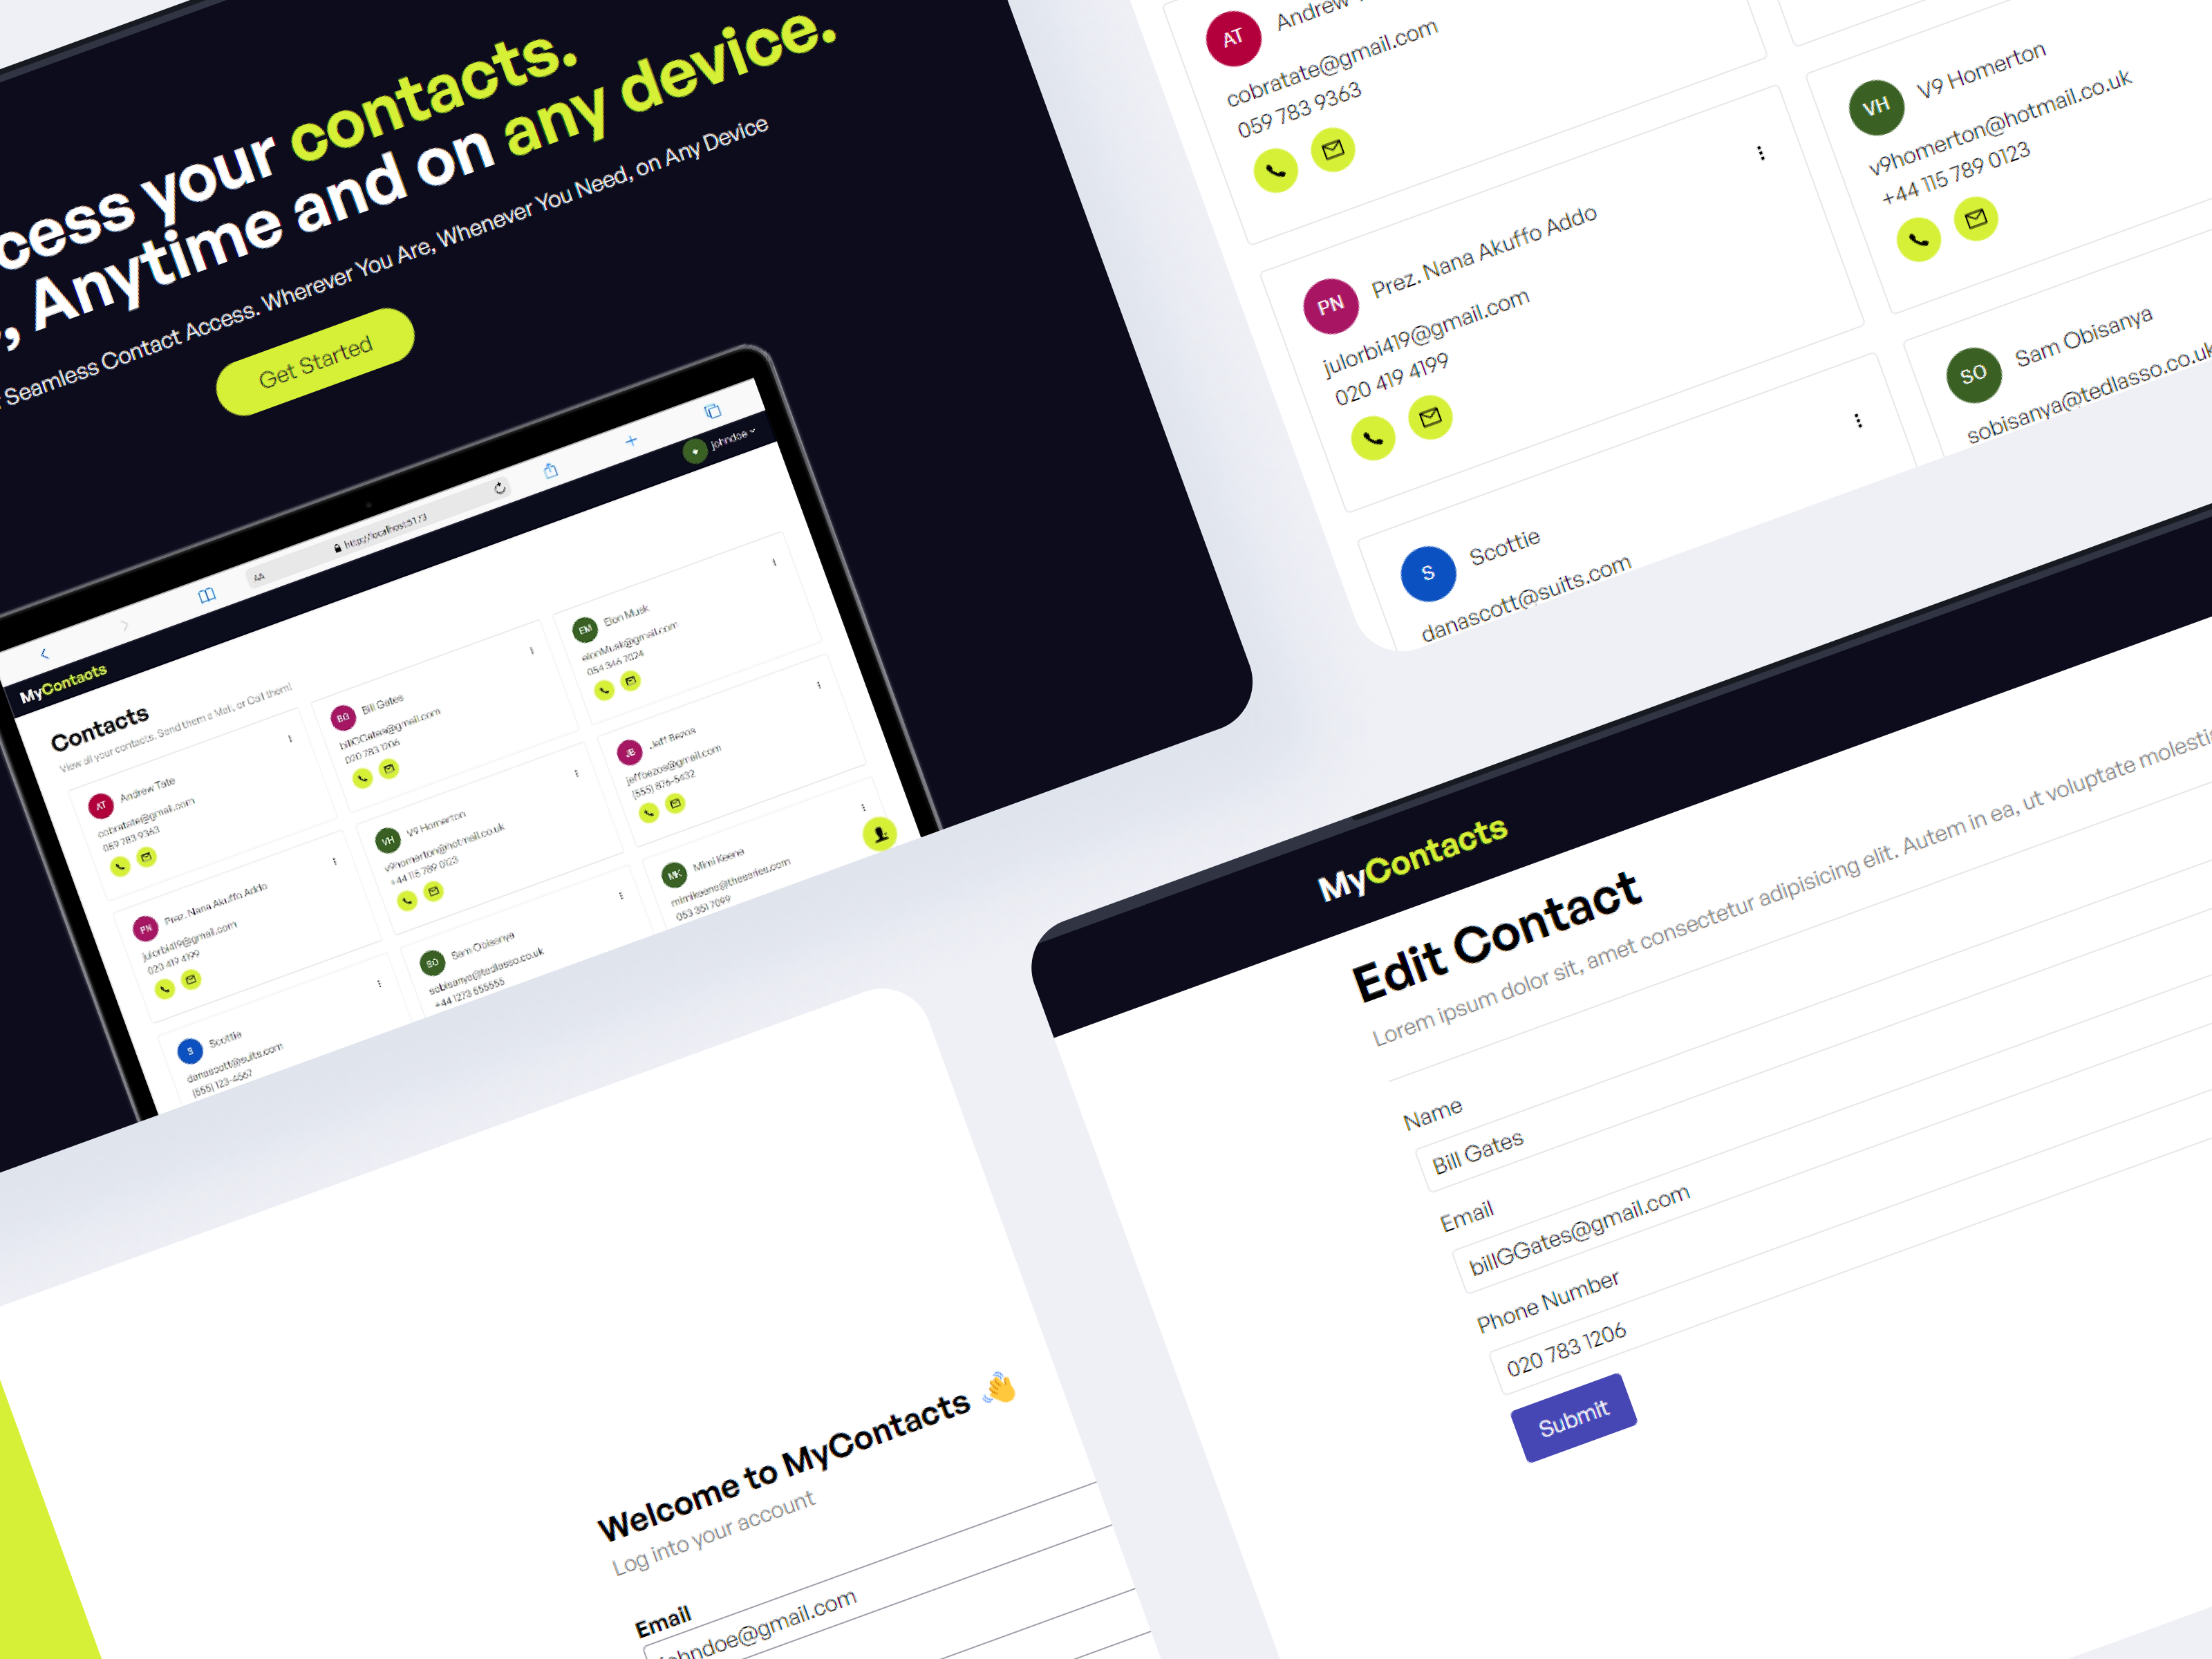 cess your contacts.
, Anytime and on any device.
Seamless Contact Access. Wherever You Are, Whenever You Need, on Any Device
Get Started
AA
http://localhost:5173
johndoe
MyContacts
Contacts
View all your contacts. Send them a Mail, or Call them!
AT
Andrew Tate
cobratate@gmail.com
059 783 9363
BG
Bill Gates
billGGates@gmail.com
020 783 1206
EM
Elon Musk
elonMusk@gmail.com
054 346 7024
PN
Prez. Nana Akuffo Addo
julorbi419@gmail.com
020 419 4199
VH
V9 Homerton
v9homerton@hotmail.co.uk
+44 115 789 0123
JB
Jeff Bezos
jeffbezos@gmail.com
(555) 876-5432
S
Scottie
danascott@suits.com
(555) 123-4567
SO
Sam Obisanya
sobisanya@tedlasso.co.uk
+44 1273 555555
MK
Mimi Keene
mimikeene@theseries.com
053 351 7099
AT
Andrew
cobratate@gmail.com
059 783 9363
VH
V9 Homerton
v9homerton@hotmail.co.uk
+44 115 789 0123
PN
Prez. Nana Akuffo Addo
julorbi419@gmail.com
020 419 4199
SO
Sam Obisanya
sobisanya@tedlasso.co.uk
S
Scottie
danascott@suits.com
MyContacts
Edit Contact
Lorem ipsum dolor sit, amet consectetur adipisicing elit. Autem in ea, ut voluptate molesti
Name
Bill Gates
Email
billGGates@gmail.com
Phone Number
020 783 1206
Submit
Welcome to MyContacts 👋
Log into your account
Email
johndoe@gmail.com